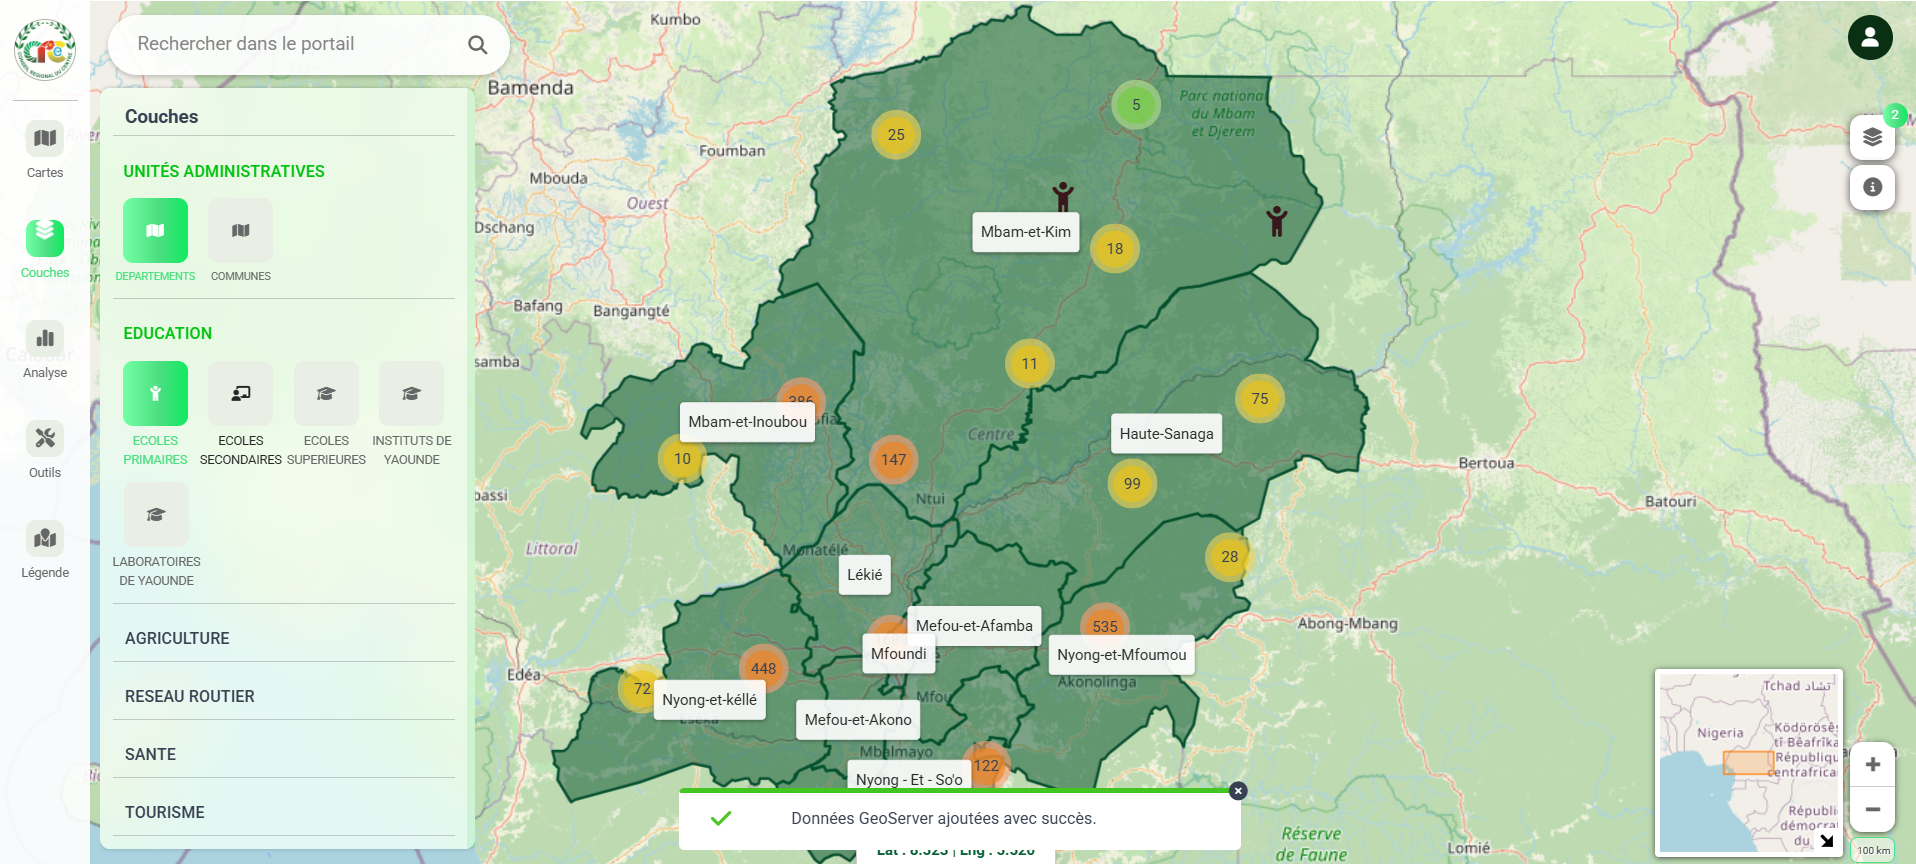 Rechercher dans le portail
Cartes
Couches
Analyse
Outils
Légende
Couches
UNITÉS ADMINISTRATIVES
DEPARTEMENTS
COMMUNES
EDUCATION
ECOLES PRIMAIRES
ECOLES SECONDAIRES
ECOLES SUPERIEURES
INSTITUTS DE YAOUNDE
LABORATOIRES DE YAOUNDE
AGRICULTURE
RESEAU ROUTIER
SANTE
TOURISME
Kumbo
Bamenda
Foumban
Mbouda
Ouest
Dschang
Bafang
Bangangté
samba
Littoral
Edéa
Parc national
du Mbam
et Djerem
25
5
Mbam-et-Kim
18
11
75
386
Mbam-et-Inoubou
Haute-Sanaga
Centre
10
147
99
Ntui
Bertoua
Batouri
Monatélé
28
Lékié
Mefou-et-Afamba
535
Abong-Mbang
Mfoundi
Nyong-et-Mfoumou
448
Akonolinga
72
Nyong-et-kéllé
Mfou
Mefou-et-Akono
Mbalmayo
122
Nyong - Et - So'o
Données GeoServer ajoutées avec succès.
Réserve
de Faune
Lomié
2
Tchad تشاد
Nigeria
Ködörösê
tî Bêafrîka
Républiqu
centrafricai
Républi
démocrat
du
100 km